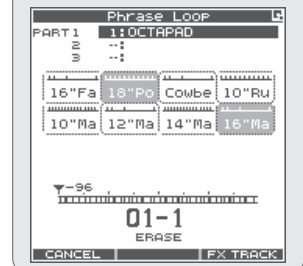 Phrase Loop
PART1 1:OCTAPAD
2 --:
3 --:
16"Fa 18"Po Cowbe 10"Ru
10"Ma 12"Ma 14"Ma 16"Ma
-96
01-1
ERASE
CANCEL FX TRACK